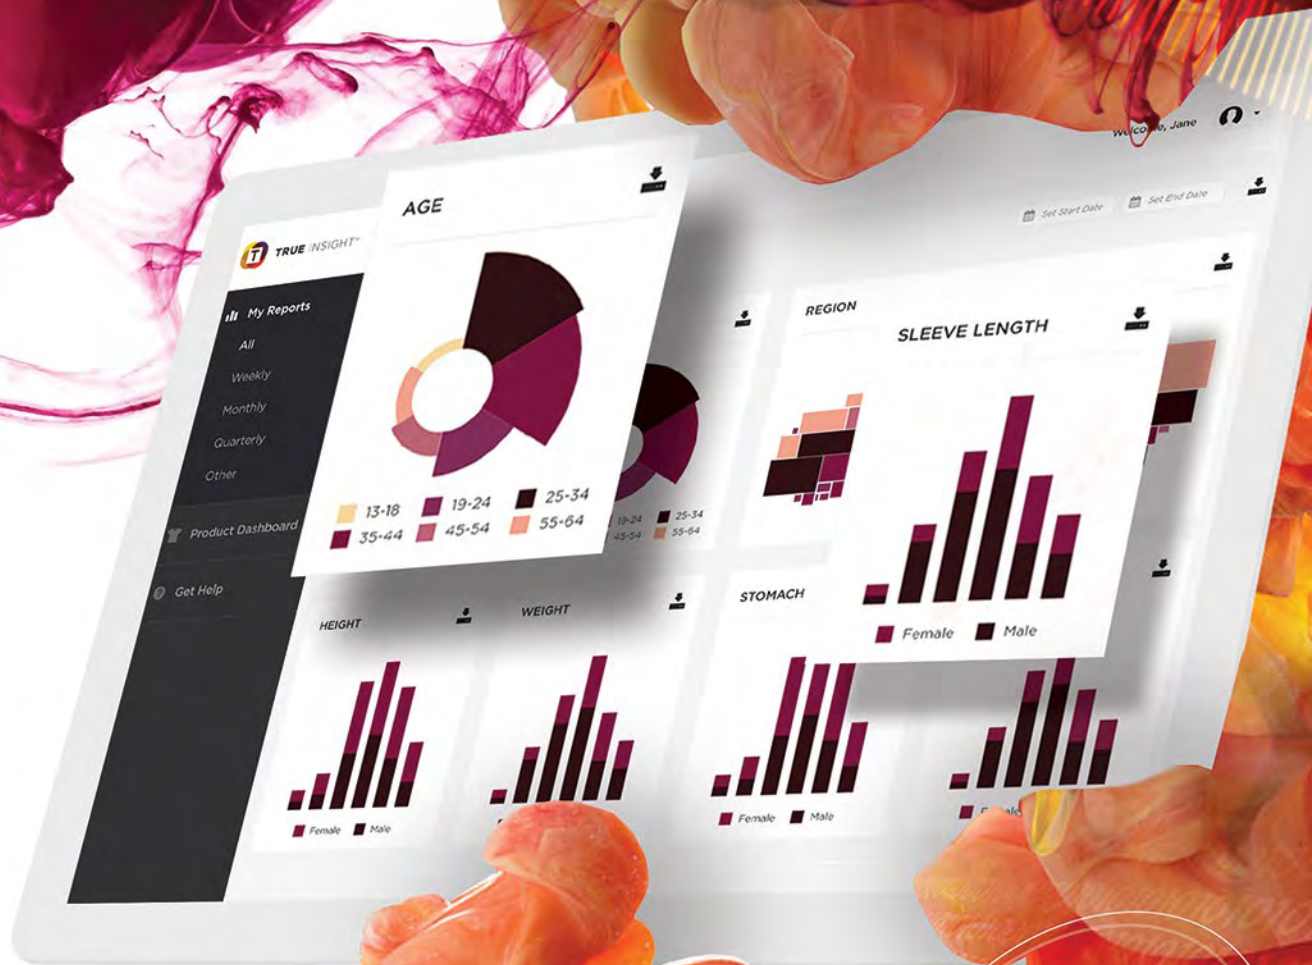 Welcome, Jane
Set Start Date
Set End Date
TRUE INSIGHT
My Reports
All
Weekly
Monthly
Quarterly
Other
Product Dashboard
Get Help
AGE
13-18
19-24
25-34
35-44
45-54
55-64
19-24
25-34
45-54
55-64
REGION
SLEEVE LENGTH
Female
Male
HEIGHT
Female
Male
WEIGHT
STOMACH
Female
Male